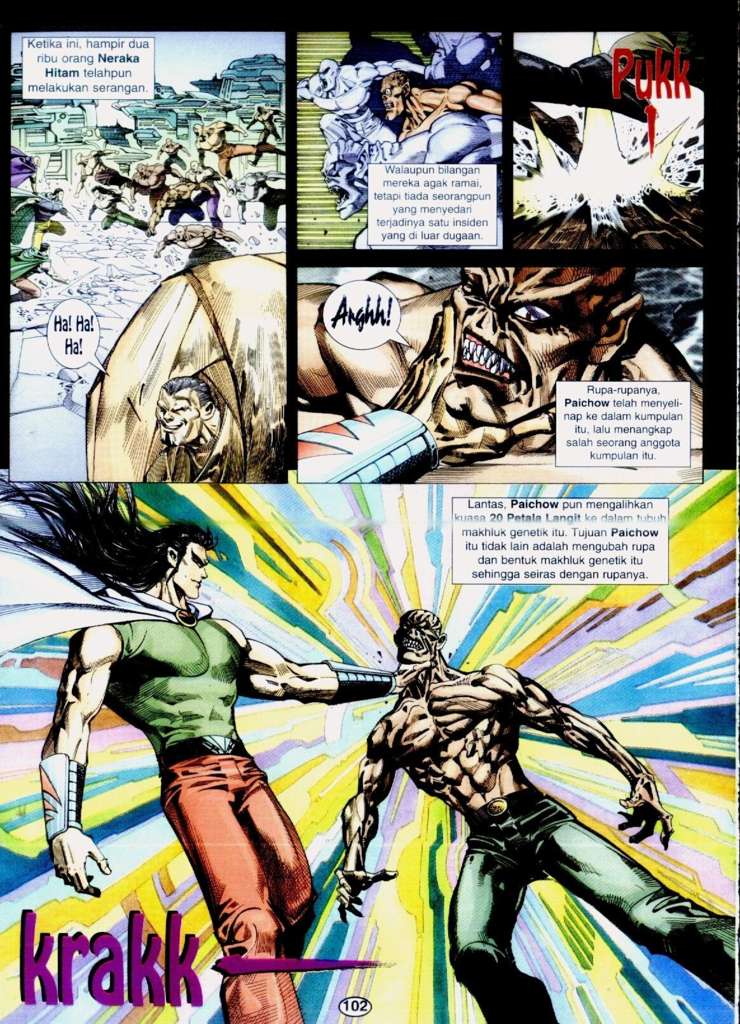 Ketika ini, hampir dua
ribu orang Neraka
Hitam telahpun
melakukan serangan.
Ha! Ha!
Ha!
Walaupun bilangan
mereka agak ramai,
tetapi tiada seorangpun
yang menyedari
terjadinya satu insiden
yang di luar dugaan.
Pukk
Arghh!
Rupa-rupanya,
Paichow telah menyeli-
nap ke dalam kumpulan
itu, lalu menangkap
salah seorang anggota
kumpulan itu.
Lantas, Paichow pun mengalihkan
kuasa 20 Petala Langit ke dalam tubuh
makhluk genetik itu. Tujuan Paichow
itu tidak lain adalah mengubah rupa
dan bentuk makhluk genetik itu
sehingga seiras dengan rupanya.
krakk
102